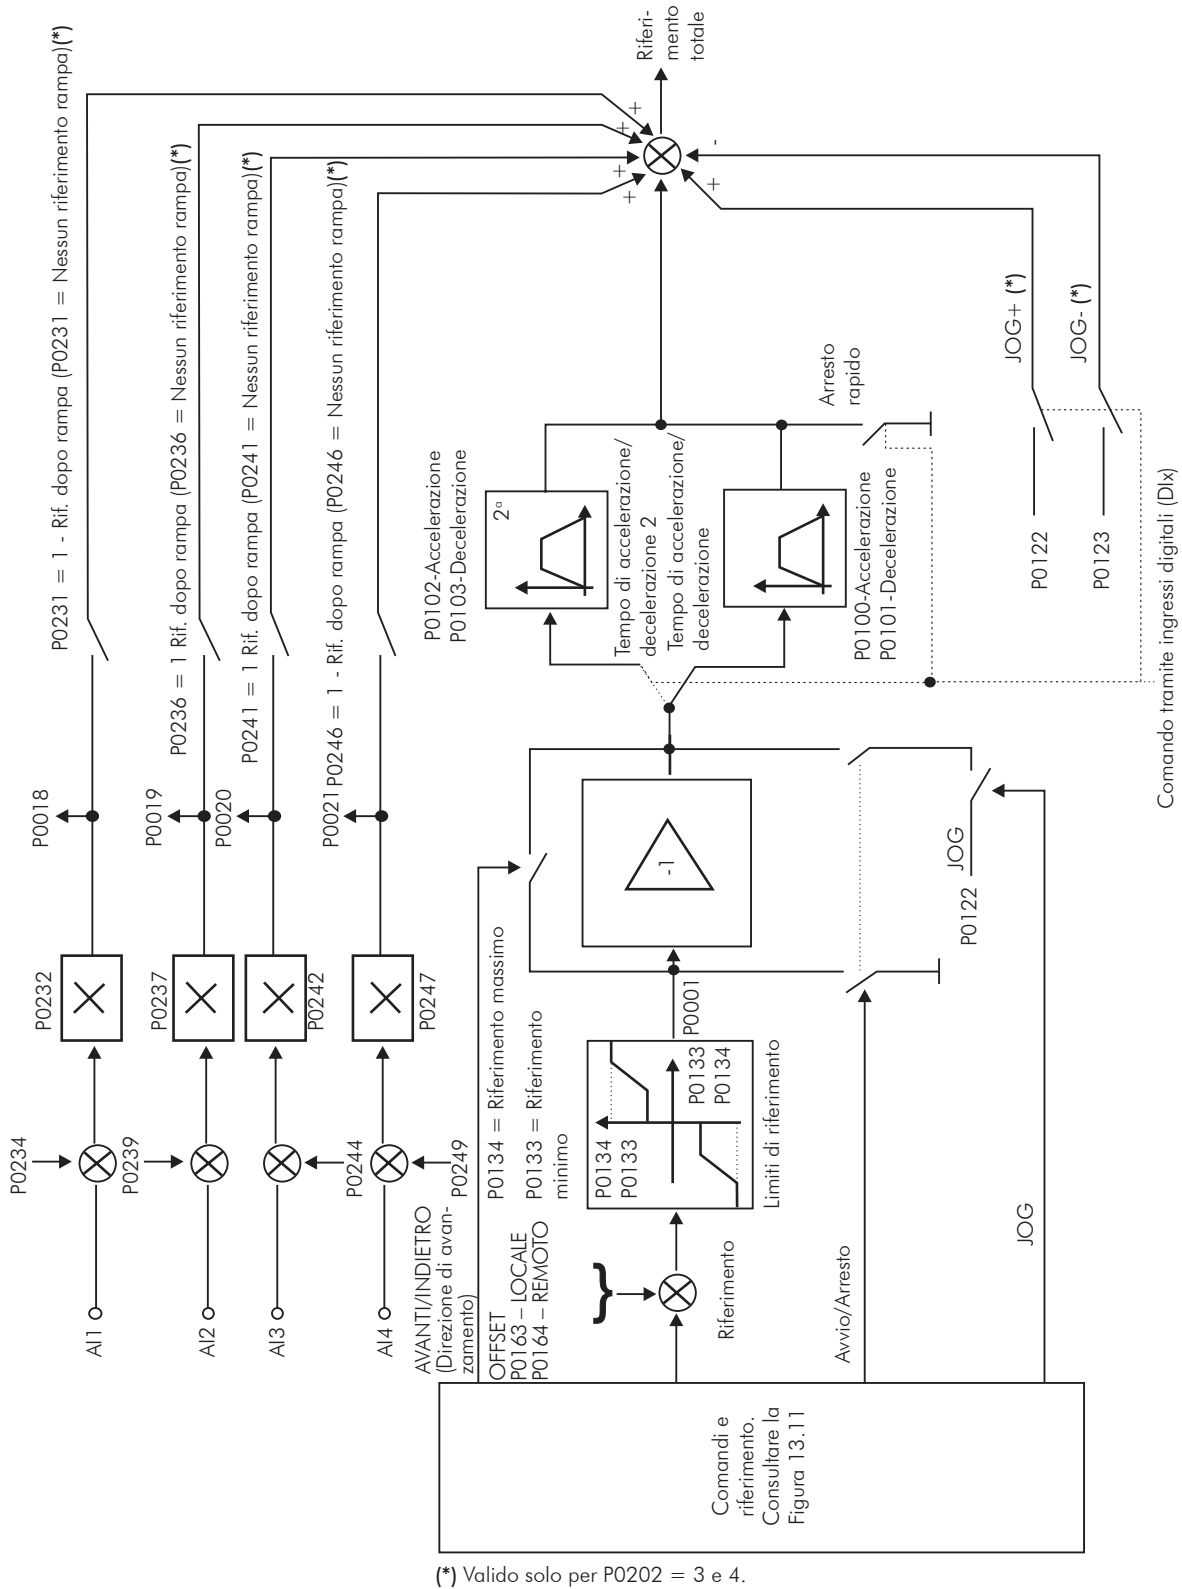 P0231 = 1 - Rif. dopo rampa (P0231 = Nessun riferimento rampa)(*)
P0236 = 1 Rif. dopo rampa (P0236 = Nessun riferimento rampa)(*)
P0241 = 1 Rif. dopo rampa (P0241 = Nessun riferimento rampa)(*)
P0246 = 1 - Rif. dopo rampa (P0246 = Nessun riferimento rampa)(*)
P0018
P0019
P0020
P0021
P0232
P0237
P0242
P0247
P0234
P0239
P0244
P0249
AI1
AI2
AI3
AI4
Riferi-
mento
totale
+
+
+
+
+
-
AVANTI/INDIETRO
(Direzione di avan-
zamento)
OFFSET
P0163 – LOCALE
P0164 – REMOTO
P0134 = Riferimento massimo
P0133 = Riferimento
minimo
}
Riferimento
P0134
P0133
P0133
P0134
Limiti di riferimento
P0001
-1
P0102-Accelerazione
P0103-Decelerazione
2ª
Tempo di accelerazione/
decelerazione 2
Tempo di accelerazione/
decelerazione
P0100-Accelerazione
P0101-Decelerazione
Arresto
rapido
JOG+ (*)
JOG- (*)
P0122
P0123
Comando tramite ingressi digitali (DIx)
JOG
P0122
Avvio/Arresto
JOG
Comandi e
riferimento.
Consultare la
Figura 13.11
(*) Valido solo per P0202 = 3 e 4.